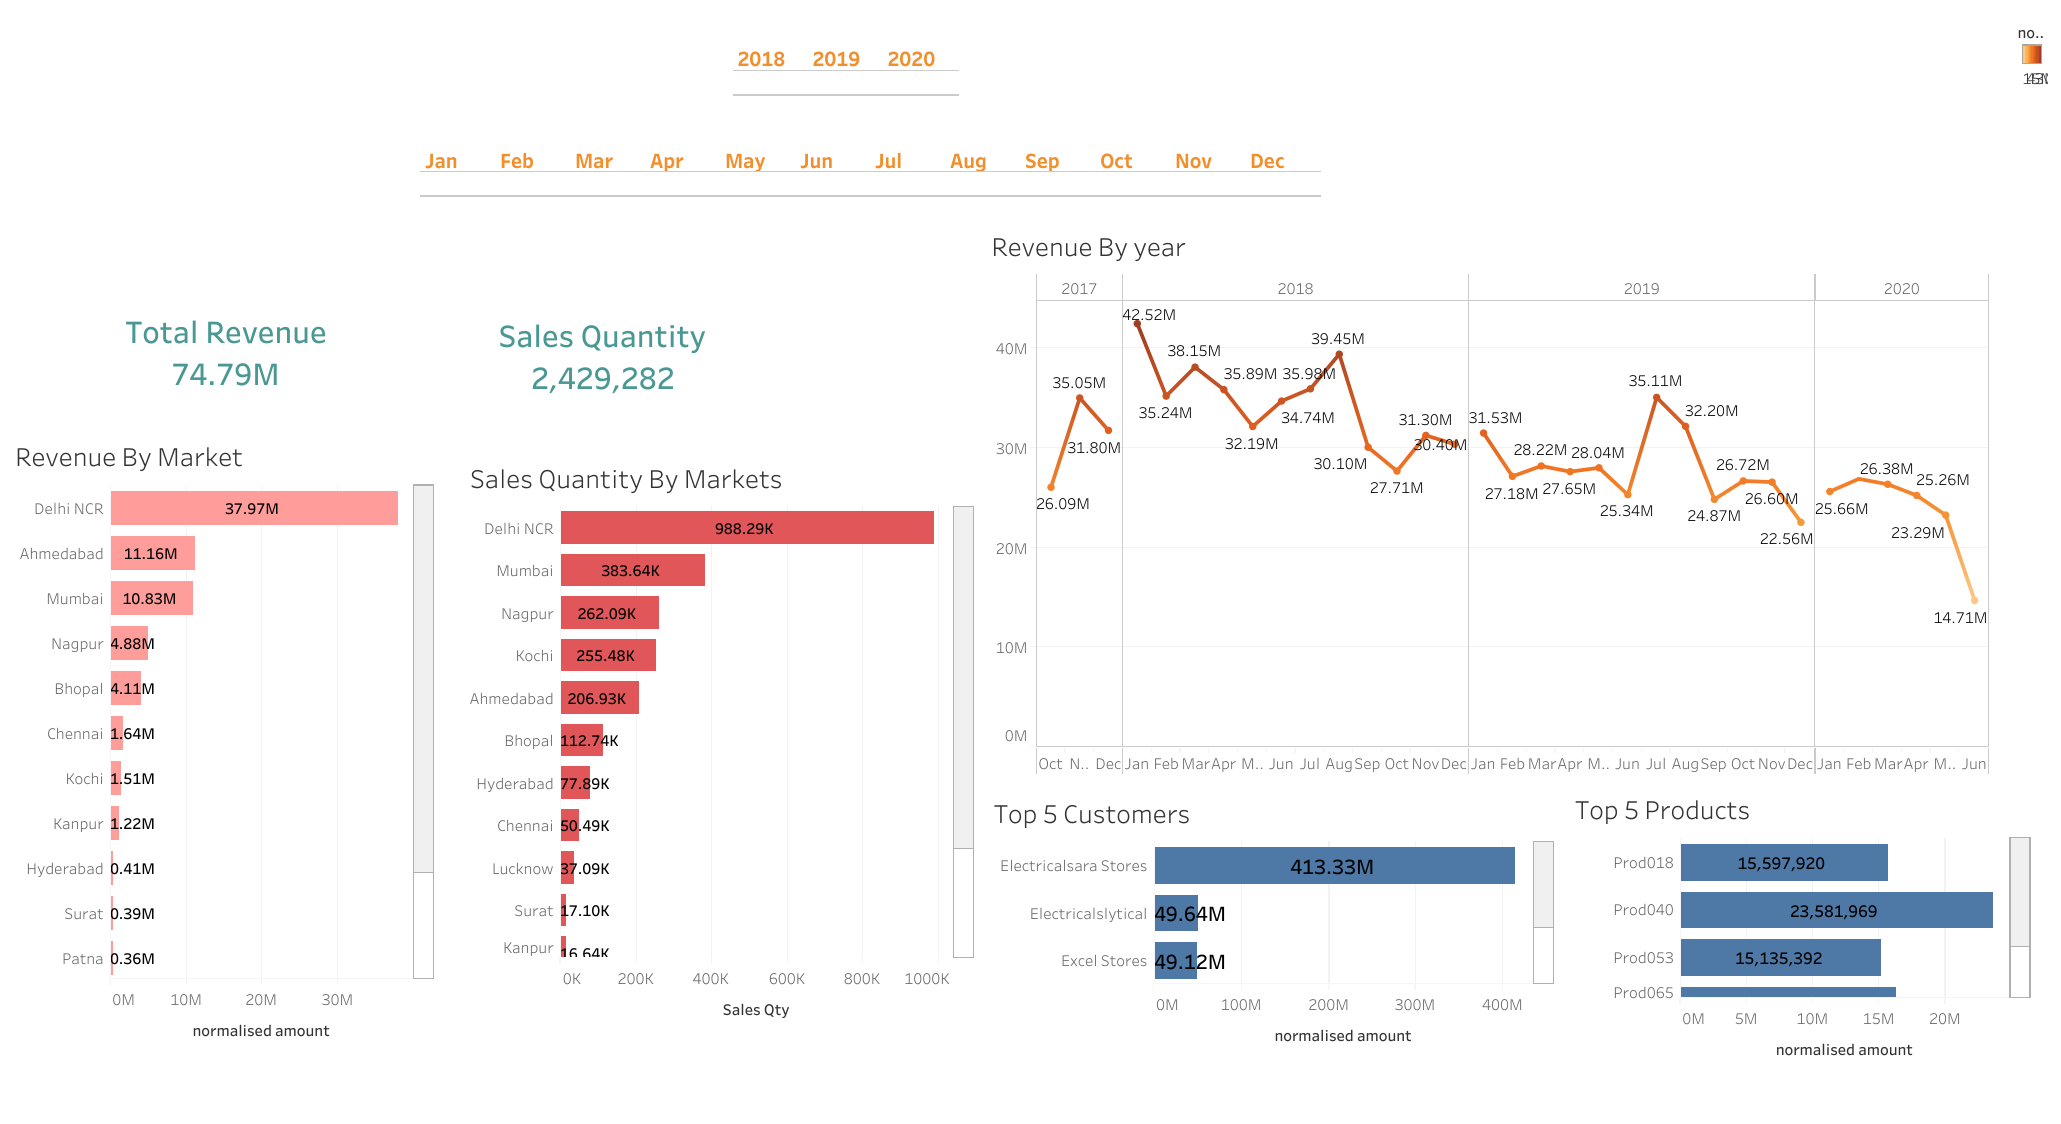 no..
2018 2019 2020
Jan Feb Mar Apr May Jun Jul Aug Sep Oct Nov Dec
Total Revenue
74.79M
Sales Quantity
2,429,282
Revenue By Market
Delhi NCR 37.97M
Ahmedabad 11.16M
Mumbai 10.83M
Nagpur 4.88M
Bhopal 4.11M
Chennai 1.64M
Kochi 1.51M
Kanpur 1.22M
Hyderabad 0.41M
Surat 0.39M
Patna 0.36M
0M 10M 20M 30M
normalised amount
Sales Quantity By Markets
Delhi NCR 988.29K
Mumbai 383.64K
Nagpur 262.09K
Kochi 255.48K
Ahmedabad 206.93K
Bhopal 112.74K
Hyderabad 77.89K
Chennai 50.49K
Lucknow 37.09K
Surat 17.10K
Kanpur 16.64K
0K 200K 400K 600K 800K 1000K
Sales Qty
Revenue By year
2017 2018 2019 2020
40M
30M
20M
10M
0M
26.09M 35.05M 31.80M
42.52M 35.24M 38.15M 35.89M 32.19M 34.74M 35.98M 39.45M 30.10M 27.71M 31.30M 30.40M
31.53M 27.18M 28.22M 27.65M 28.04M 25.34M 35.11M 32.20M 24.87M 26.72M 26.60M 22.56M
25.66M 26.38M 25.26M 23.29M 14.71M
Oct N.. Dec Jan Feb Mar Apr M.. Jun Jul Aug Sep Oct Nov Dec Jan Feb Mar Apr M.. Jun Jul Aug Sep Oct Nov Dec Jan Feb Mar Apr M.. Jun
Top 5 Customers
Electricalsara Stores 413.33M
Electricalslytical 49.64M
Excel Stores 49.12M
0M 100M 200M 300M 400M
normalised amount
Top 5 Products
Prod018 15,597,920
Prod040 23,581,969
Prod053 15,135,392
Prod065
0M 5M 10M 15M 20M
normalised amount